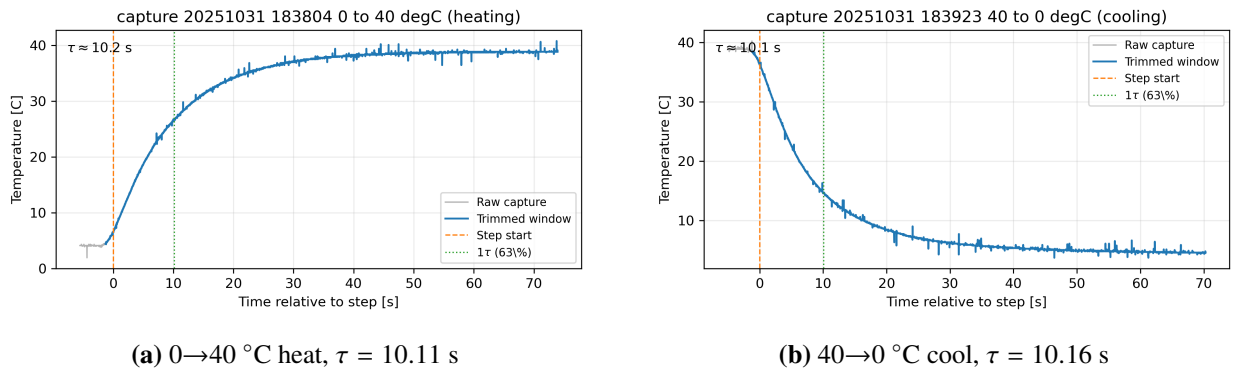 capture 20251031 183804 0 to 40 degC (heating)
τ ≈ 10.2 s
Temperature [C]
40
30
20
10
0
0 10 20 30 40 50 60 70
Time relative to step [s]
Raw capture
Trimmed window
Step start
1τ (63\%)
(a) 0→40 °C heat, τ = 10.11 s
capture 20251031 183923 40 to 0 degC (cooling)
τ ≈ 10.1 s
Temperature [C]
40
30
20
10
0 10 20 30 40 50 60 70
Time relative to step [s]
Raw capture
Trimmed window
Step start
1τ (63\%)
(b) 40→0 °C cool, τ = 10.16 s